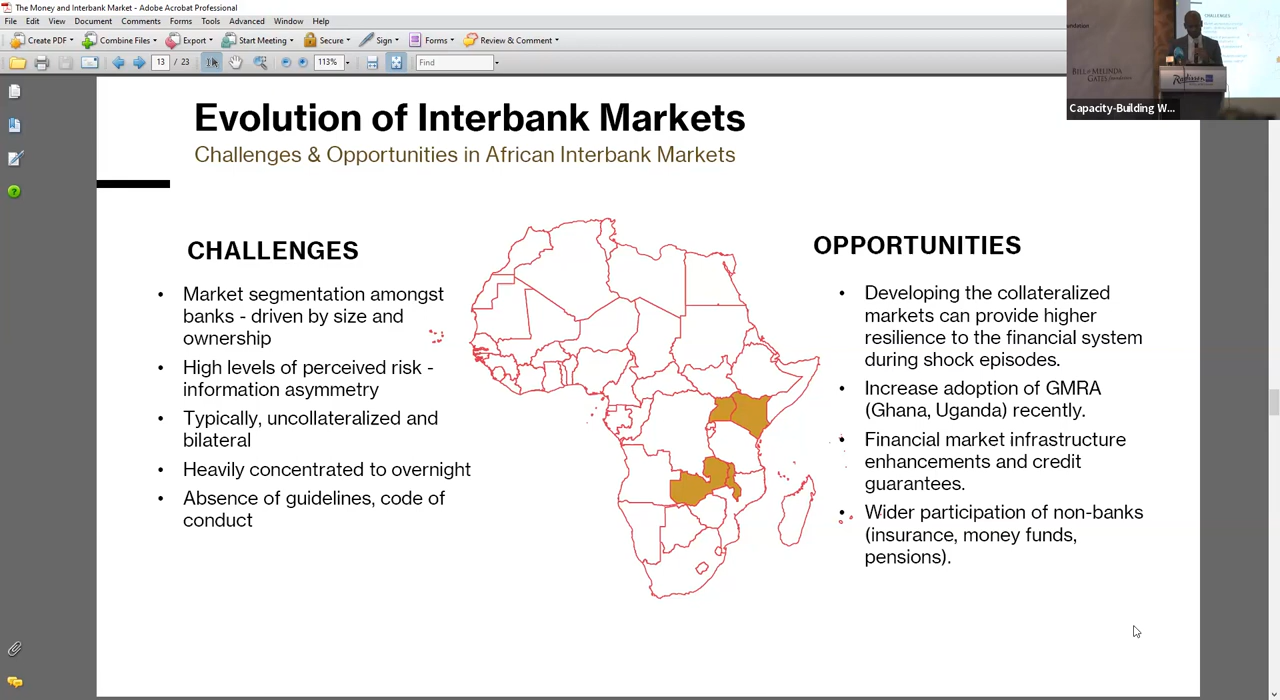 The Money and Interbank Market - Adobe Acrobat Professional
File Edit View Document Comments Forms Tools Advanced Window Help
Create PDF Combine Files Export Start Meeting Secure Sign Forms Review & Comment
13 / 23 113% Find
BILL & MELINDA
GATES foundation
Radisson
Capacity-Building W...
Evolution of Interbank Markets
Challenges & Opportunities in African Interbank Markets
CHALLENGES
• Market segmentation amongst
banks - driven by size and
ownership
• High levels of perceived risk -
information asymmetry
• Typically, uncollateralized and
bilateral
• Heavily concentrated to overnight
• Absence of guidelines, code of
conduct
OPPORTUNITIES
• Developing the collateralized
markets can provide higher
resilience to the financial system
during shock episodes.
• Increase adoption of GMRA
(Ghana, Uganda) recently.
• Financial market infrastructure
enhancements and credit
guarantees.
• Wider participation of non-banks
(insurance, money funds,
pensions).